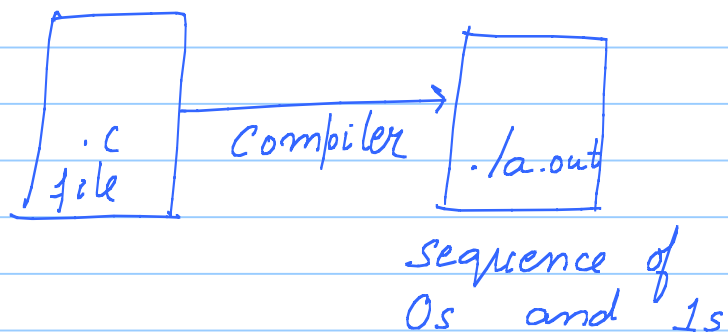 .c
file
Compiler
./a.out
sequence of
0s and 1s